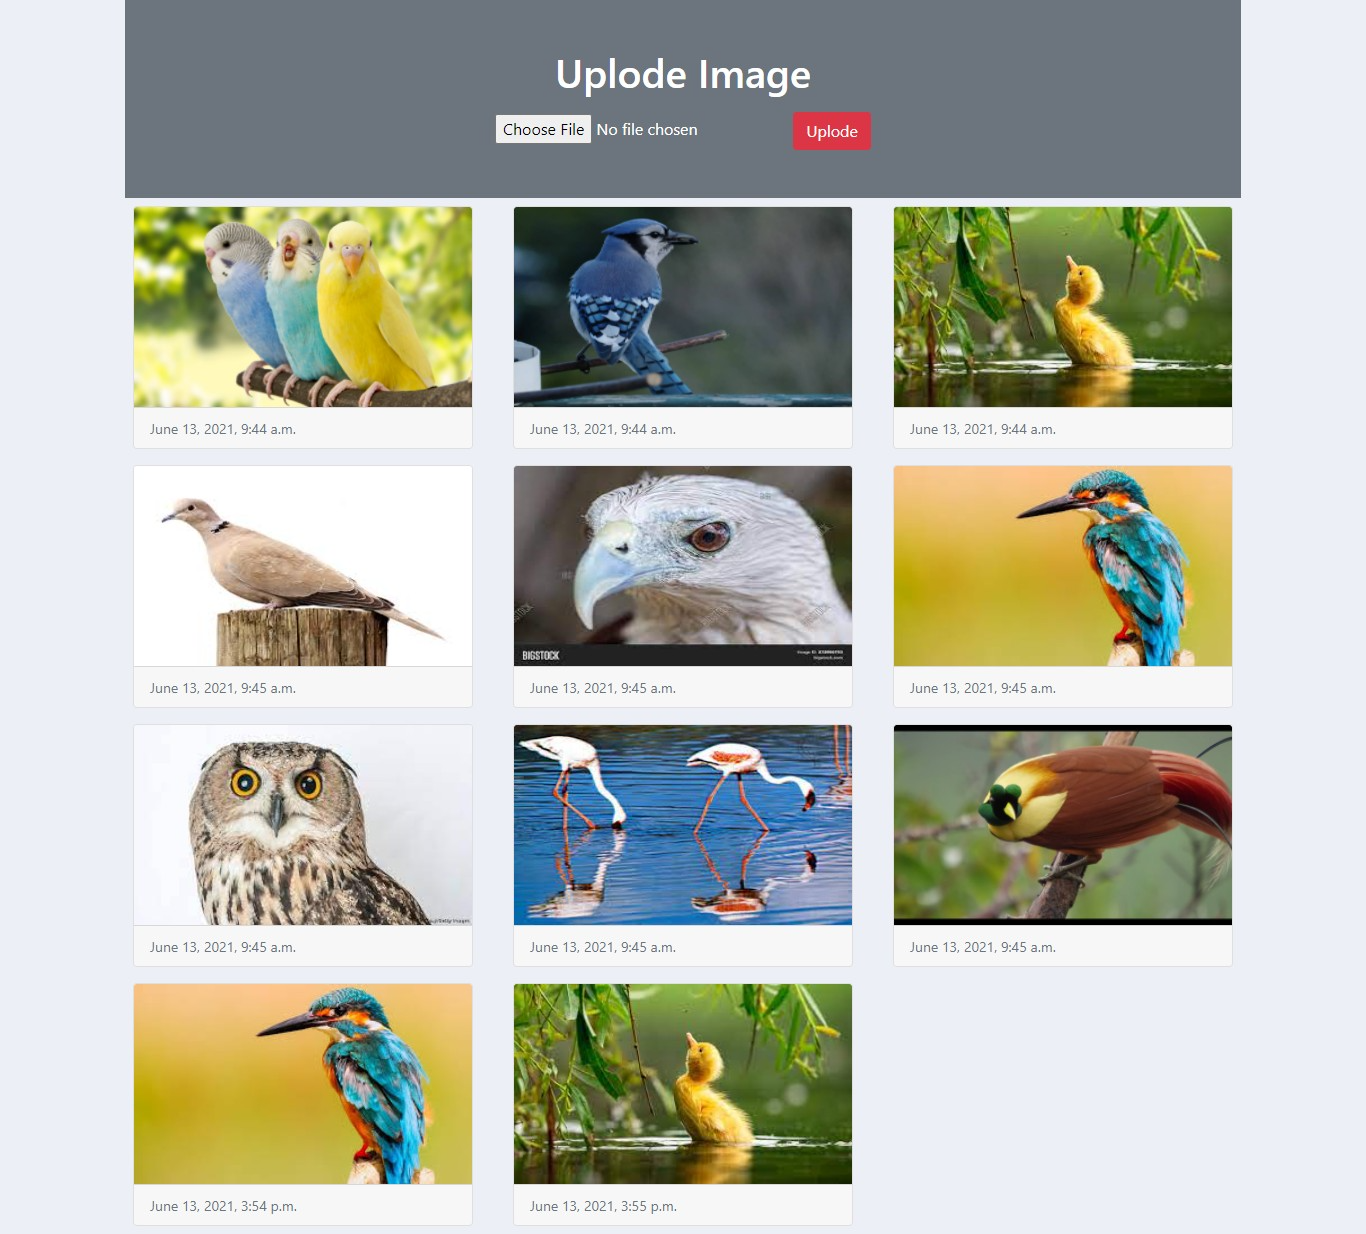 Uplode Image
Choose File No file chosen Uplode
June 13, 2021, 9:44 a.m.
June 13, 2021, 9:44 a.m.
June 13, 2021, 9:44 a.m.
BIGSTOCK
bigstock.com
June 13, 2021, 9:45 a.m.
June 13, 2021, 9:45 a.m.
June 13, 2021, 9:45 a.m.
June 13, 2021, 9:45 a.m.
June 13, 2021, 9:45 a.m.
June 13, 2021, 9:45 a.m.
June 13, 2021, 3:54 p.m.
June 13, 2021, 3:55 p.m.